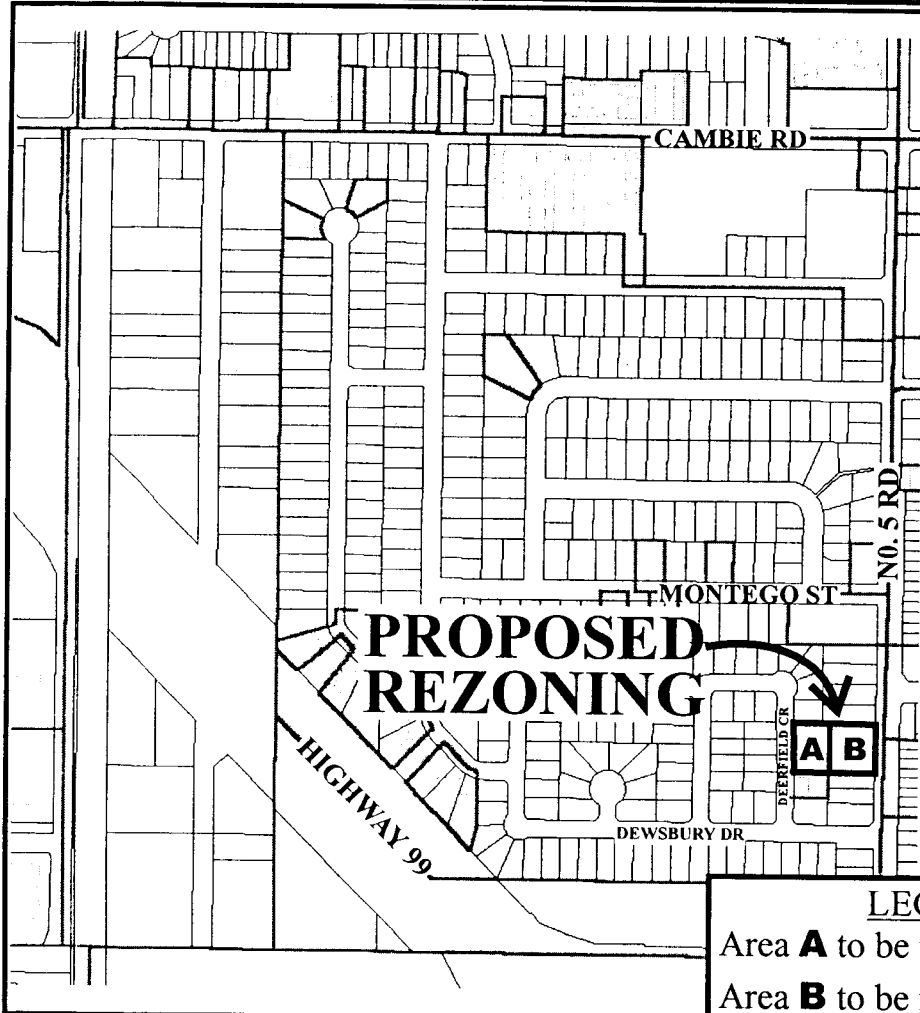 CAMBIE RD
NO. 5 RD
MONTEGO ST
PROPOSED
REZONING
DEERFIELD CR
A B
HIGHWAY 99
DEWSBURY DR
Area A to be
Area B to be